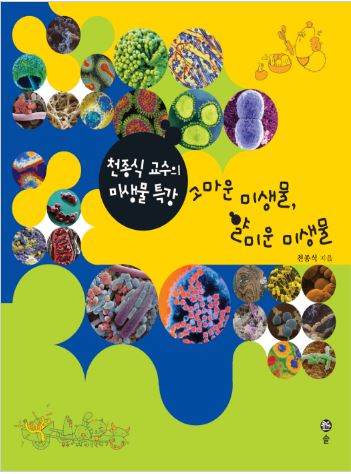 천종식 교수의
미생물 특강
고마운 미생물,
얄미운 미생물
천종식 지음
솔